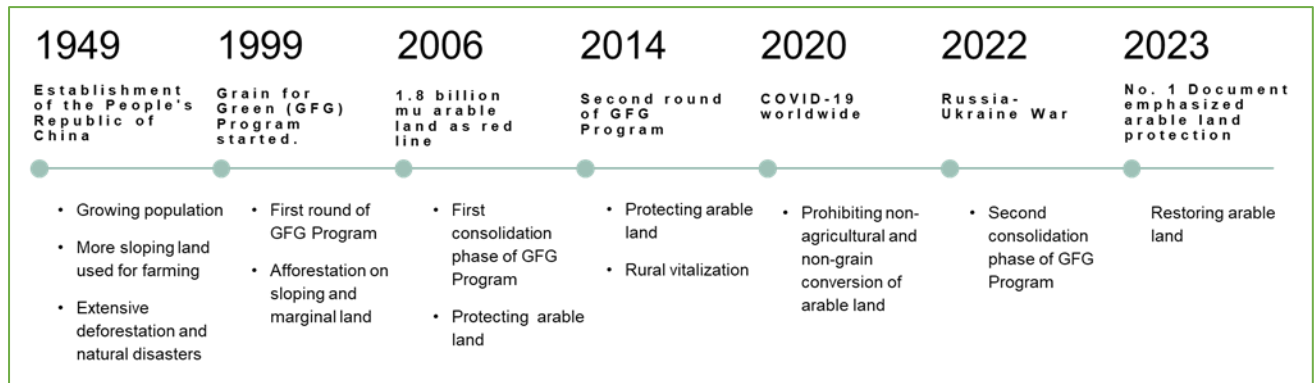 1949
Establishment
of the People's
Republic of
China
1999
Grain for
Green (GFG)
Program
started.
2006
1.8 billion
mu arable
land as red
line
2014
Second round
of GFG
Program
2020
COVID-19
worldwide
2022
Russia-
Ukraine War
2023
No. 1 Document
emphasized
arable land
protection
• Growing population
• More sloping land
used for farming
• Extensive
deforestation and
natural disasters
• First round of
GFG Program
• Afforestation on
sloping and
marginal land
• First
consolidation
phase of GFG
Program
• Protecting arable
land
• Protecting arable
land
• Rural vitalization
• Prohibiting non-
agricultural and
non-grain
conversion of
arable land
• Second
consolidation
phase of GFG
Program
Restoring arable
land